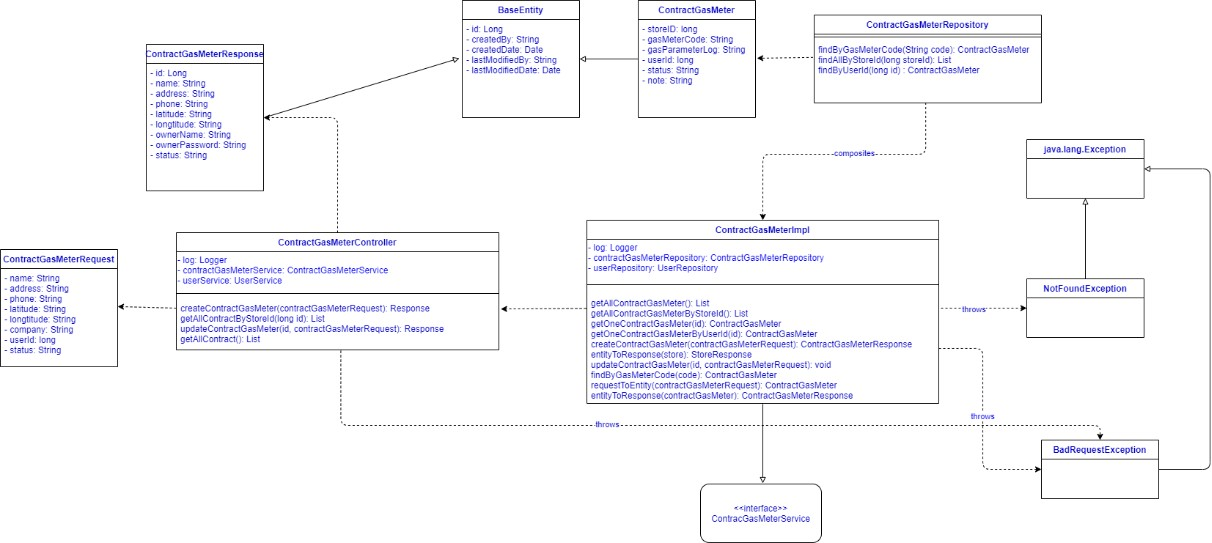 BaseEntity
- id: Long
- createdBy: String
- createdDate: Date
- lastModifiedBy: String
- lastModifiedDate: Date
ContractGasMeter
- storeID: long
- gasMeterCode: String
- gasParameterLog: String
- userId: long
- status: String
- note: String
ContractGasMeterRepository
findByGasMeterCode(String code): ContractGasMeter
findAllByStoreId(long storeId): List
findByUserId(long id) : ContractGasMeter
ContractGasMeterResponse
- id: Long
- name: String
- address: String
- phone: String
- latitude: String
- longtitude: String
- ownerName: String
- ownerPassword: String
- status: String
composites
java.lang.Exception
ContractGasMeterController
- log: Logger
- contractGasMeterService: ContractGasMeterService
- userService: UserService
createContractGasMeter(contractGasMeterRequest): Response
getAllContractByStoreId(long id): List
updateContractGasMeter(id, contractGasMeterRequest): Response
getAllContract(): List
ContractGasMeterImpl
- log: Logger
- contractGasMeterRepository: ContractGasMeterRepository
- userRepository: UserRepository
getAllContractGasMeter(): List
getAllContractGasMeterByStoreId(): List
getOneContractGasMeter(id): ContractGasMeter
getOneContractGasMeterByUserId(id): ContractGasMeter
createContractGasMeter(contractGasMeterRequest): ContractGasMeterResponse
entityToResponse(store): StoreResponse
updateContractGasMeter(id, contractGasMeterRequest): void
findByGasMeterCode(code): ContractGasMeter
requestToEntity(contractGasMeterRequest): ContractGasMeter
entityToResponse(contractGasMeter): ContractGasMeterResponse
ContractGasMeterRequest
- name: String
- address: String
- phone: String
- latitude: String
- longtitude: String
- company: String
- userId: long
- status: String
throws
NotFoundException
throws
throws
BadRequestException
<<interface>>
ContracGasMeterService